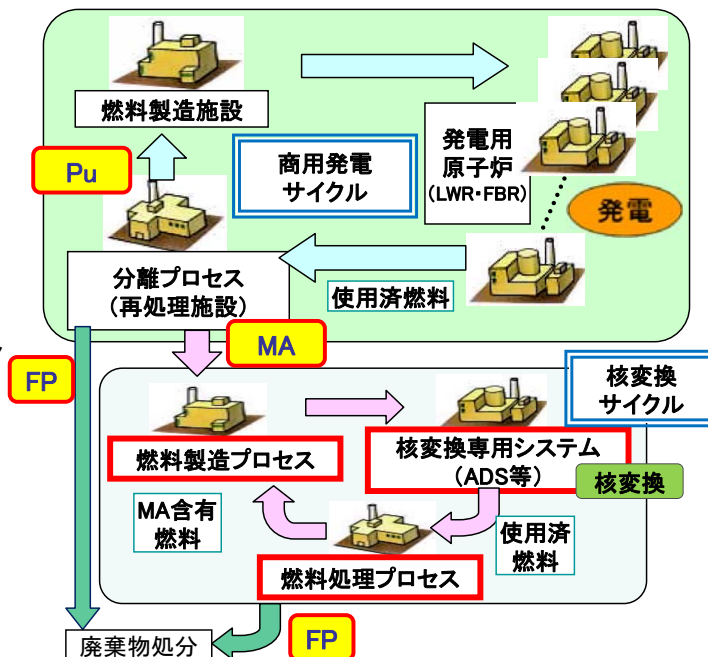 燃料製造施設
Pu
商用発電
サイクル
発電用
原子炉
(LWR・FBR)
発電
分離プロセス
(再処理施設)
使用済燃料
MA
FP
核変換
サイクル
燃料製造プロセス
核変換専用システム
(ADS等)
核変換
MA含有
燃料
使用済
燃料
燃料処理プロセス
廃棄物処分
FP